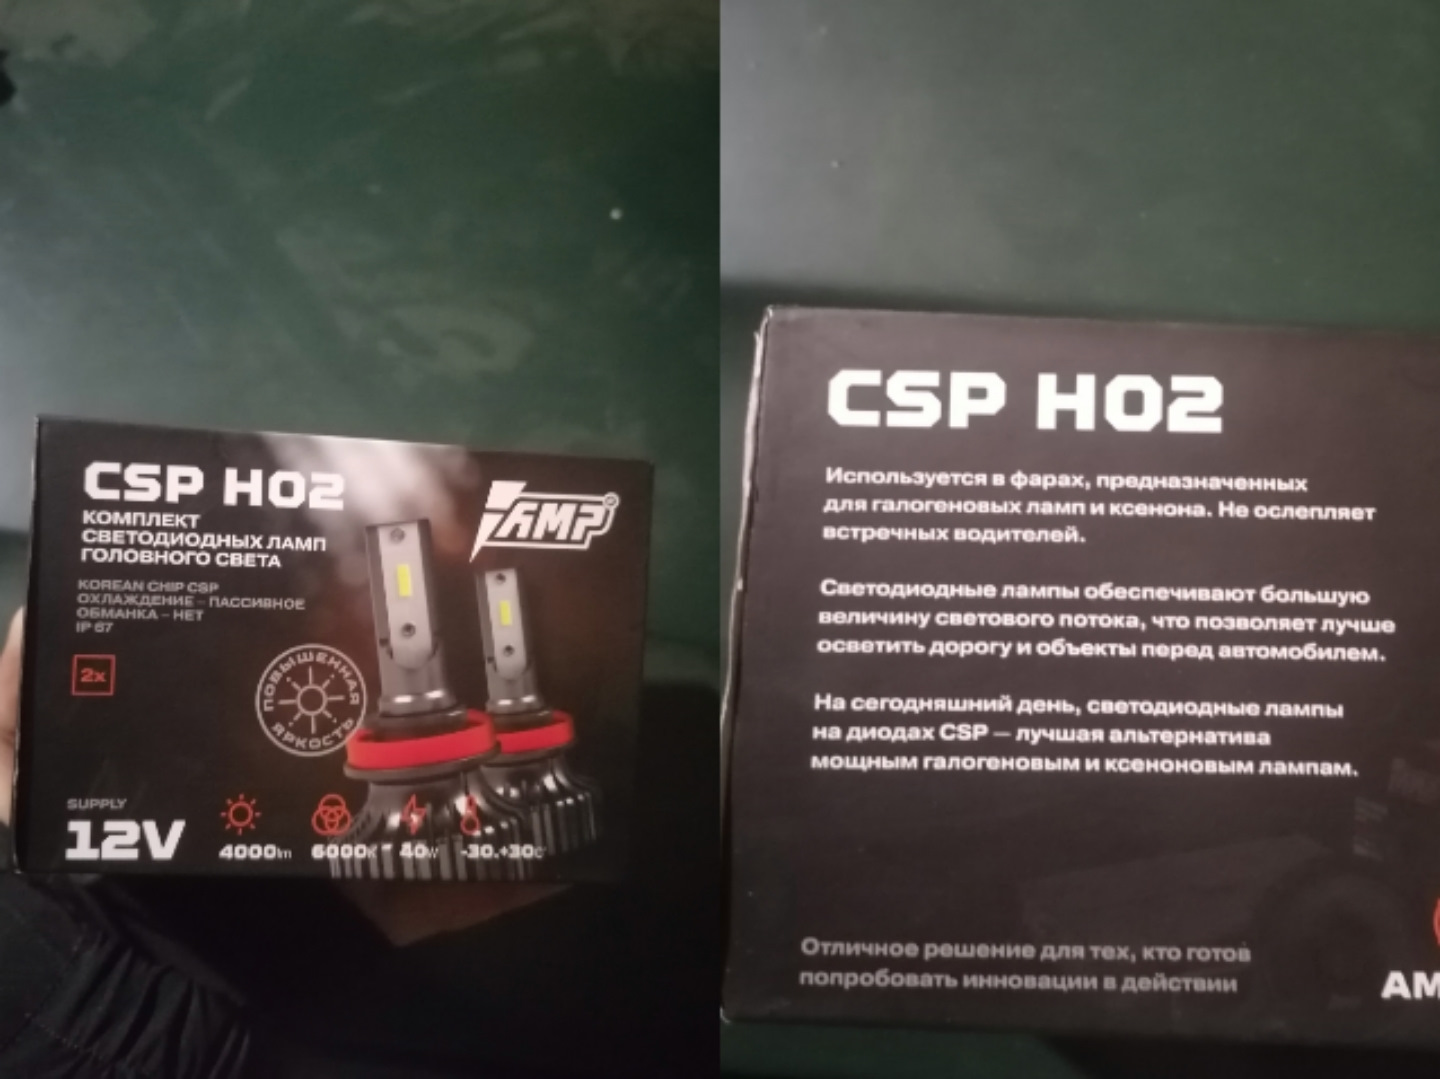 CSP H02
КОМПЛЕКТ
СВЕТОДИОДНЫХ ЛАМП
ГОЛОВНОГО СВЕТА
KOREAN CHIP CSP
ОХЛАЖДЕНИЕ – ПАССИВНОЕ
ОБМАНКА – НЕТ
IP 67
2x
ПОВЫШЕННАЯ
ЯРКОСТЬ
AMP
SUPPLY
12V
4000lm 6000K 40W -30.+30C°
CSP H02
Используется в фарах, предназначенных
для галогеновых ламп и ксенона. Не ослепляет
встречных водителей.
Светодиодные лампы обеспечивают большую
величину светового потока, что позволяет лучше
осветить дорогу и объекты перед автомобилем.
На сегодняшний день, светодиодные лампы
на диодах CSP — лучшая альтернатива
мощным галогеновым и ксеноновым лампам.
Отличное решение для тех, кто готов
попробовать инновации в действии
AM